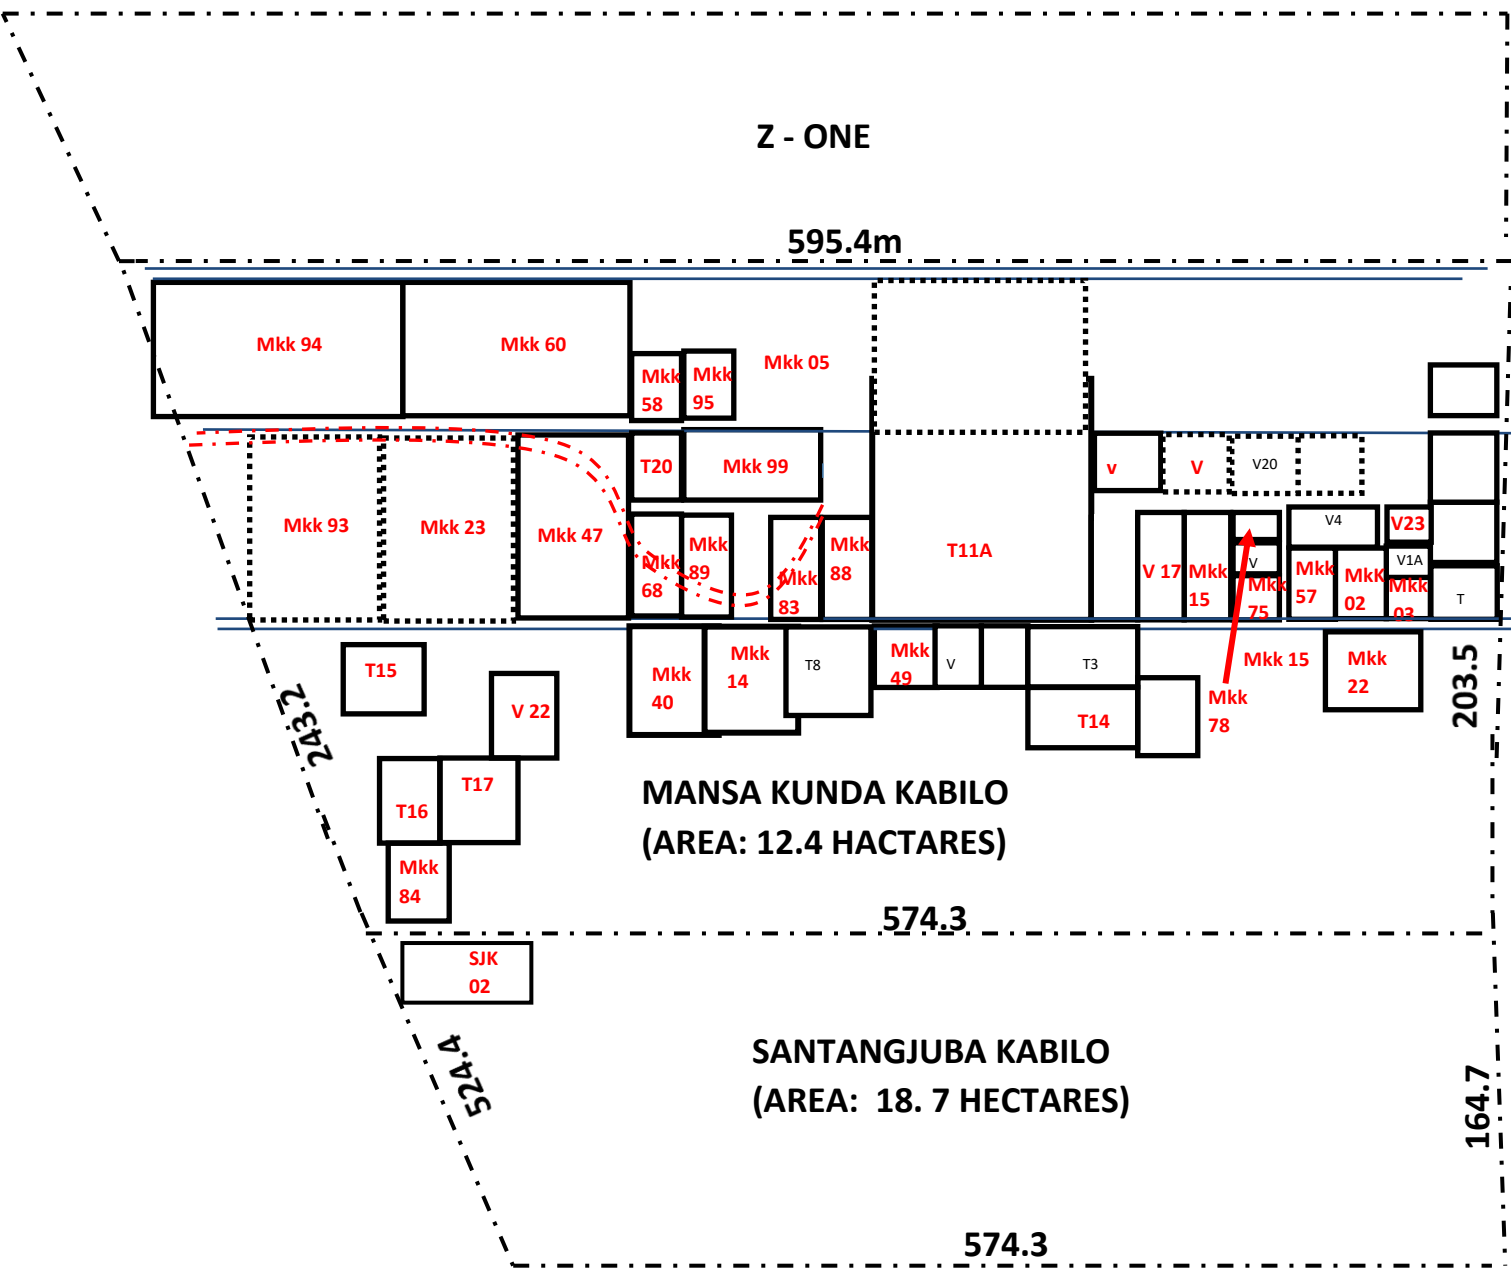 Z - ONE
595.4m
Mkk 94
Mkk 60
Mkk
58
Mkk
95
Mkk 05
T20
Mkk 99
v
V
V20
Mkk 93
Mkk 23
Mkk 47
Mkk
68
Mkk
89
Mkk
83
Mkk
88
T11A
V 17
Mkk
15
V
Mkk
75
V4
Mkk
57
MkK
02
V23
V1A
Mkk
03
T
T15
V 22
Mkk
40
Mkk
14
T8
Mkk
49
V
T3
T14
Mkk
78
Mkk 15
Mkk
22
203.5
243.2
T16
T17
Mkk
84
MANSA KUNDA KABILO
(AREA: 12.4 HACTARES)
574.3
SJK
02
524.4
SANTANGJUBA KABILO
(AREA:  18. 7 HECTARES)
164.7
574.3